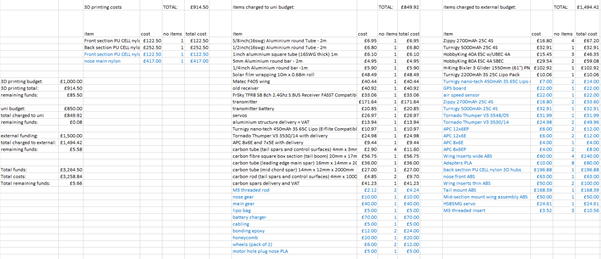 3D printing costs TOTAL: £914.50 items charged to uni budget TOTAL: £849.92 items charged to external budget: TOTAL: £1,494.42
item cost no items total cost item cost no items total cost item cost no items total cost
Front section PU CELL nylo £122.50 1 £122.50
Back section PU CELL nylo £252.50 1 £252.50
Front section PU CELL nylo £122.50 1 £122.50
nose main nylon £417.00 1 £417.00
3D printing budget: £1,000.00
3D printing total: £914.50
remaining funds: £85.50
uni budget: £850.00
total charged to uni £849.92
remaining funds: £0.08
external funding £1,500.00
total charged to external: £1,494.42
remaining funds: £5.58
Total funds: £3,264.50
Total costs: £3,258.84
Total remaining funds: £5.66
5/8inch(16swg) Aluminium round Tube - 2m £6.95 1 £6.95
1/2inch(16swg) Aluminium round Tube - 2m £6.80 1 £6.80
1inch aluminium square tube (16SWG thick) 1m £6.10 1 £6.10
5mm Aluminium round bar - 2m £4.95 1 £4.95
1/4inch Aluminium round bar -1m £5.90 1 £5.90
Solar film wrapping 10m x 0.68m roll £48.49 1 £48.49
Matec F405 wing £40.44 1 £40.44
old receiver £40.92 1 £40.92
FrSky TFR8 SB 8ch 2.4GHz S.BUS Receiver FASST Compatib £33.06 1 £33.06
transmitter £171.64 1 £171.64
transmitter battery £20.85 1 £20.85
servos £26.97 1 £26.97
aluminium structure delivery + VAT £13.94 1 £13.94
Turnigy nano-tech 450mah 3S 65C Lipo (E-flite Compatibl £10.97 1 £10.97
Tornado Thumper V3 3530/14 with delivery £24.98 1 £24.98
APC 8x6E and 7x5E with delivery £9.44 1 £9.44
carbon tube (tail spars and control surfaces) 4mm x 3mm £2.90 4 £11.60
carbon fibre square box section (tail boom) 20mm x 17r £56.75 1 £56.75
carbon tube (leading edge main spar) 16mm x 14mm x 20 £36.00 1 £36.00
carbon tube (mid chord spar) 14mm x 12mm x 2000mm £27.00 1 £27.00
carbon rod (tail spars and control surfaces) 4mm x 1000 £4.85 2 £9.70
carbon spars delivery and VAT £41.23 1 £41.23
M3 threaded rod £2.12 2 £4.24
nose gear £10.00 1 £10.00
main gear £40.00 1 £40.00
lipo bag £5.00 1 £5.00
battery charger £70.00 1 £70.00
cabling £5.00 1 £5.00
bonding epoxy £12.00 2 £24.00
honeycomb £10.00 2 £20.00
wheels (pack of 2) £6.00 2 £12.00
motor hole plug nose PLA £5.00 1 £5.00
Zippy 2700mAh 25C 4S £16.80 4 £67.20
Turnigy 5000mAh 25C 4S £32.91 1 £32.91
HobbyKing 40A ESC w/UBEC 4A £15.45 3 £46.35
HobbyKing 80A ESC 4A SBEC £29.54 2 £59.08
H-King Bixler 3 Glider 1550mm (61") PN £102.92 1 £102.92
Turnigy 2200mAh 3S 25C Lipo Pack £10.06 1 £10.06
Turnigy nano-tech 450mAh 3S 65C Lipo £7.00 2 £14.00
GPS board £22.00 1 £22.00
air speed sensor £22.00 1 £22.00
Zippy 2700mAh 25C 4S £16.80 2 £33.60
Turnigy 5000mAh 25C 4S £32.91 1 £32.91
Tornado Thumper V3 3548/05 £31.99 1 £31.99
Tornado Thumper V3 3530/14 £24.98 2 £49.96
APC 12x6EP £6.00 2 £12.00
APC 12x6E £6.00 2 £12.00
APC 8x6E £4.00 1 £4.00
APC 8x6EP £4.00 2 £8.00
Wing inserts wide ABS £60.00 4 £240.00
Adapters PLA £10.00 8 £80.00
back section PU CELL nylon 3D hubs £196.88 1 £196.88
nose front ABS £63.00 1 £63.00
Wing inserts thin ABS £50.00 2 £100.00
Tail mount ABS £168.39 1 £168.39
Mid-section mount wing assembly ABS £50.00 1 £50.00
HS85MG servo £24.61 1 £24.61
M3 threaded insert £3.52 3 £10.56